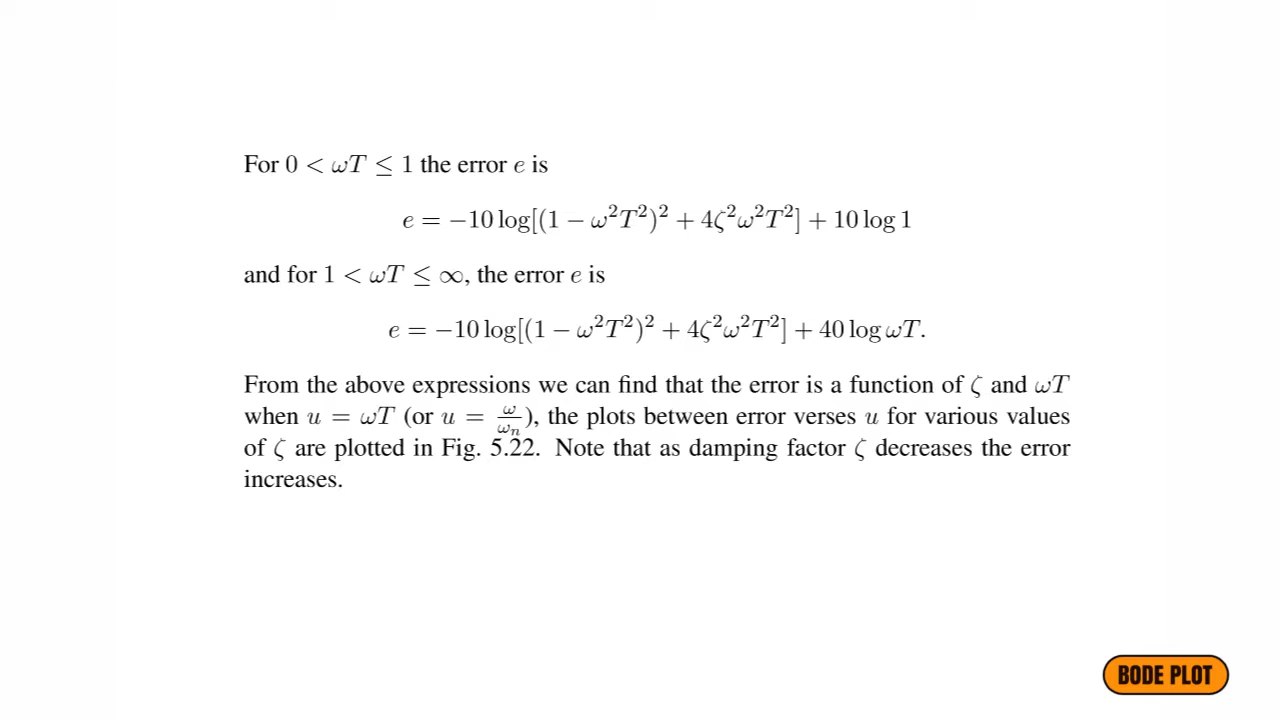 For 0 < ωT ≤ 1 the error e is
e = −10 log[(1 − ω²T²)² + 4ζ²ω²T²] + 10 log 1
and for 1 < ωT ≤ ∞, the error e is
e = −10 log[(1 − ω²T²)² + 4ζ²ω²T²] + 40 log ωT.
From the above expressions we can find that the error is a function of ζ and ωT
when u = ωT (or u = ω/ωₙ), the plots between error verses u for various values
of ζ are plotted in Fig. 5.22. Note that as damping factor ζ decreases the error
increases.
BODE PLOT